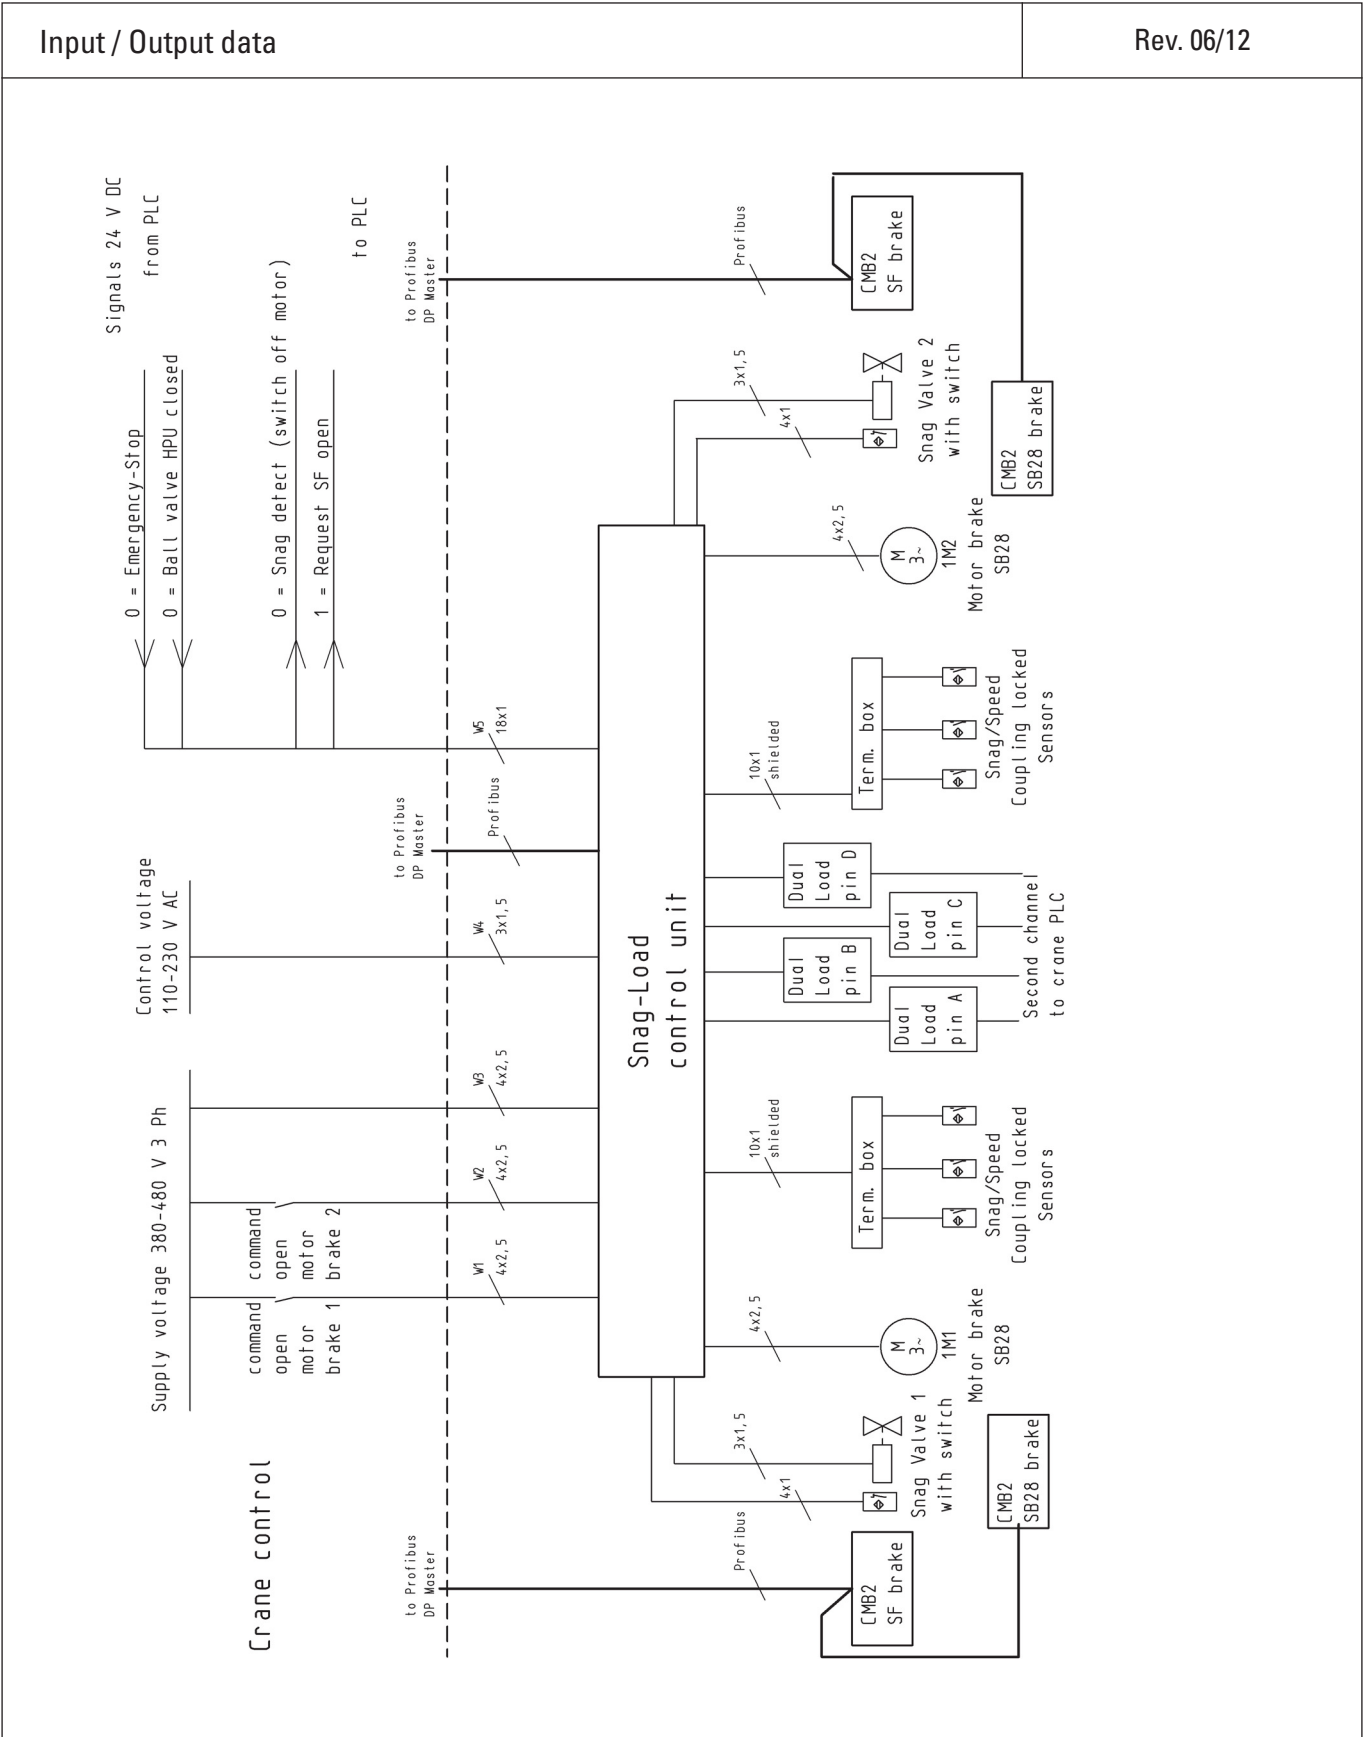 Input / Output data
Rev. 06/12
Crane control
Supply voltage 380-480 V 3 Ph
command
open
motor
brake 1
command
open
motor
brake 2
Control voltage
110-230 V AC
Signals 24 V DC
from PLC
0 = Emergency-Stop
0 = Ball valve HPU closed
0 = Snag detect (switch off motor)
1 = Request SF open
to PLC
to Profibus
DP Master
to Profibus
DP Master
to Profibus
DP Master
W1
4x2,5
W2
4x2,5
W3
4x2,5
W4
3x1,5
Profibus
W5
18x1
Snag-Load
control unit
Profibus
4x1
3x1,5
4x2,5
10x1
shielded
10x1
shielded
4x2,5
4x1
3x1,5
Profibus
CMB2
SF brake
CMB2
SB28 brake
Snag Valve 1
with switch
M
3~
1M1
Motor brake
SB28
Term. box
Snag/Speed
Coupling locked
Sensors
Dual
Load
pin A
Dual
Load
pin B
Dual
Load
pin C
Dual
Load
pin D
Second channel
to crane PLC
Term. box
Snag/Speed
Coupling locked
Sensors
M
3~
1M2
Motor brake
SB28
Snag Valve 2
with switch
CMB2
SB28 brake
CMB2
SF brake